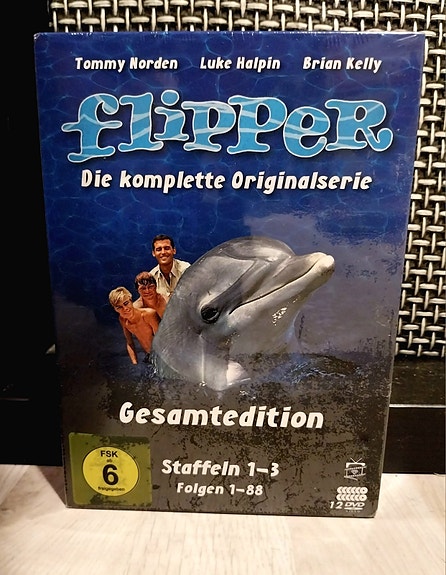 Tommy Norden Luke Halpin Brian Kelly
flipper
Die komplette Originalserie
Gesamtedition
FSK
ab
6
freigegeben
Staffeln 1–3
Folgen 1–88
12 DVD